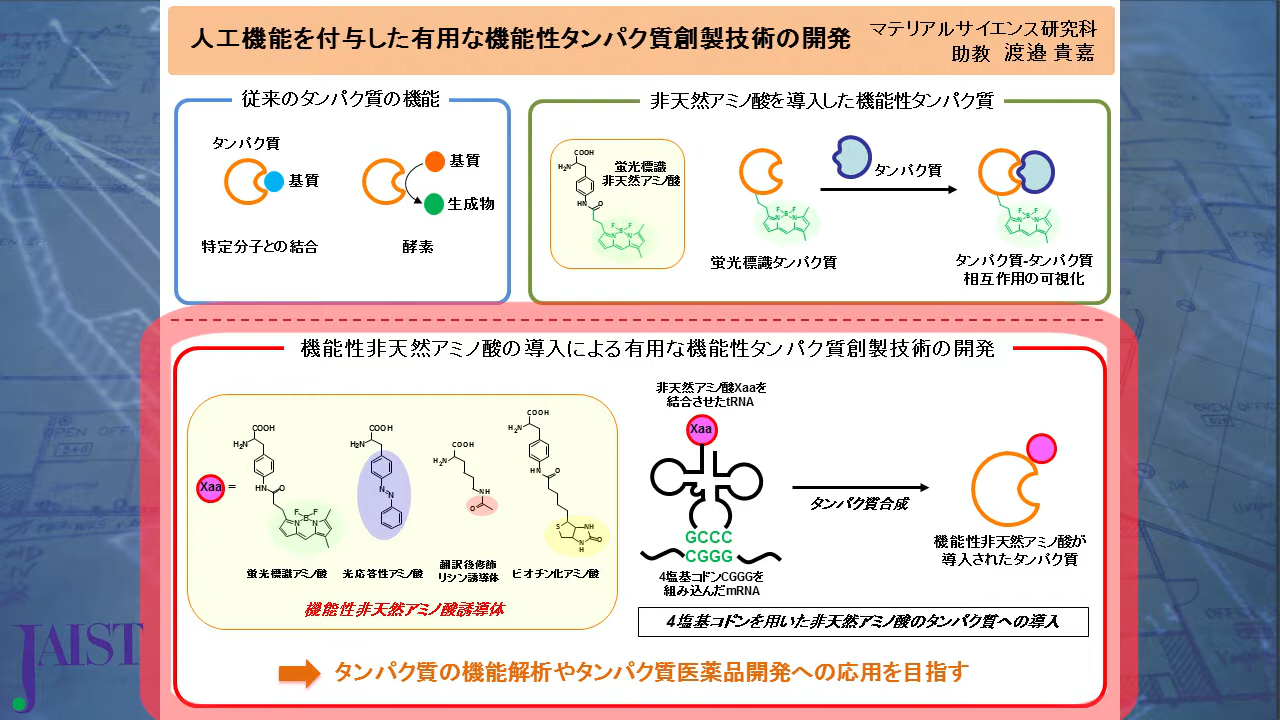 人工機能を付与した有用な機能性タンパク質創製技術の開発
マテリアルサイエンス研究科
助教 渡邉 貴嘉
従来のタンパク質の機能
タンパク質
基質
特定分子との結合
基質
生成物
酵素
非天然アミノ酸を導入した機能性タンパク質
COOH
H₂N
HN
O
F
B
F
N
N
蛍光標識
非天然アミノ酸
F
B
F
N
N
蛍光標識タンパク質
タンパク質
F
B
F
N
N
タンパク質-タンパク質
相互作用の可視化
機能性非天然アミノ酸の導入による有用な機能性タンパク質創製技術の開発
Xaa
=
COOH
H₂N
HN
O
F
B
F
N
N
蛍光標識アミノ酸
COOH
H₂N
N
N
光応答性アミノ酸
COOH
H₂N
NH
O
翻訳後修飾
リシン誘導体
COOH
H₂N
HN
O
S
NH
O
N
H
ビオチン化アミノ酸
機能性非天然アミノ酸誘導体
非天然アミノ酸Xaaを
結合させたtRNA
Xaa
GCCC
CGGG
4塩基コドンCGGGを
組み込んだmRNA
タンパク質合成
機能性非天然アミノ酸が
導入されたタンパク質
4塩基コドンを用いた非天然アミノ酸のタンパク質への導入
タンパク質の機能解析やタンパク質医薬品開発への応用を目指す
JAIST
OPEN OFFIC
OPEN OFFICE